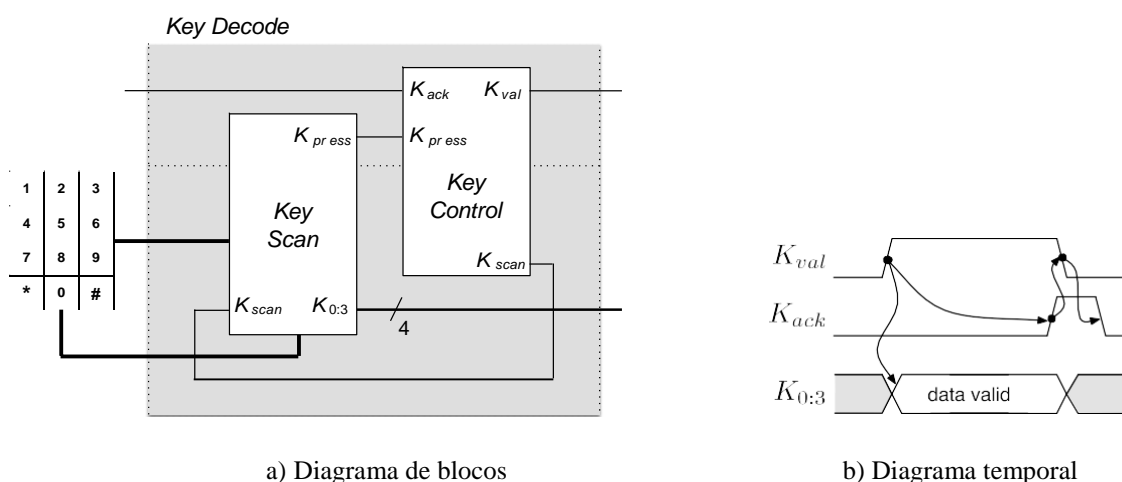 Key Decode
K ack K val
K pr ess K pr ess
Key Scan
Key Control
K scan
K scan K 0:3
4
1 2 3
4 5 6
7 8 9
* 0 #
K val
K ack
K 0:3 data valid
a) Diagrama de blocos
b) Diagrama temporal